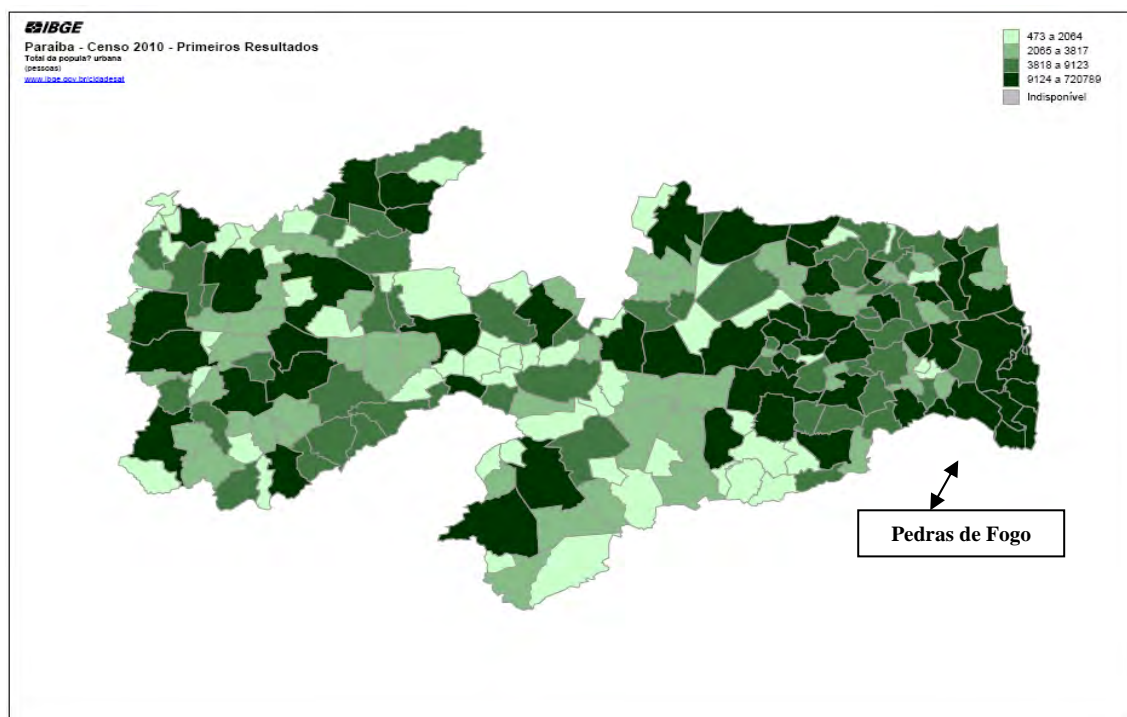 IBGE
Paraíba - Censo 2010 - Primeiros Resultados
Total da popula? urbana
(pessoas)
www.ibge.gov.br/cidadesat
473 a 2064
2065 a 3817
3818 a 9123
9124 a 720789
Indisponível
Pedras de Fogo